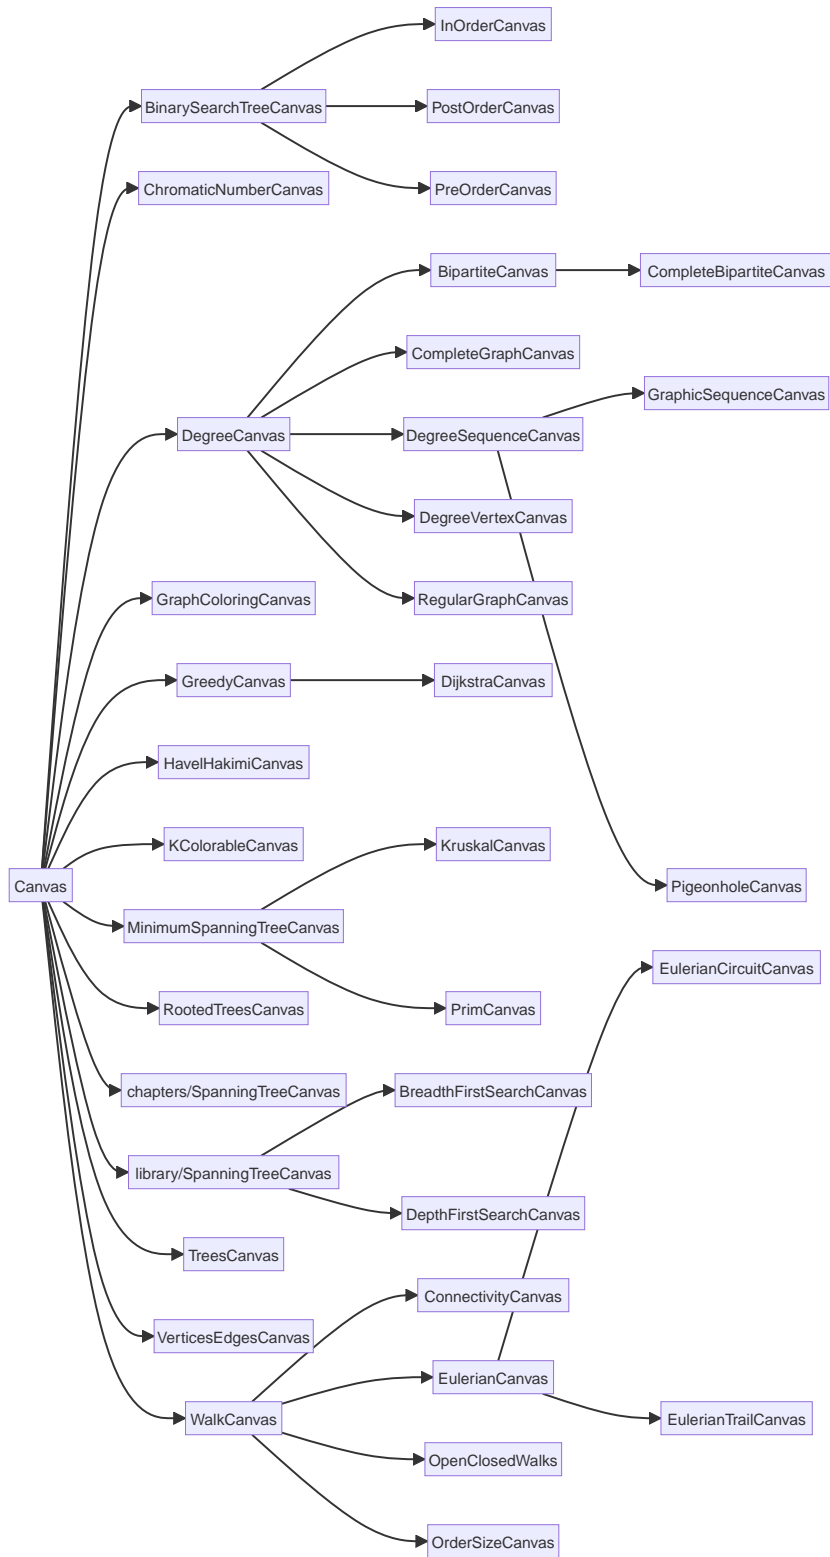 InOrderCanvas
BinarySearchTreeCanvas
PostOrderCanvas
ChromaticNumberCanvas
PreOrderCanvas
BipartiteCanvas
CompleteBipartiteCanvas
CompleteGraphCanvas
GraphicSequenceCanvas
DegreeCanvas
DegreeSequenceCanvas
DegreeVertexCanvas
GraphColoringCanvas
RegularGraphCanvas
GreedyCanvas
DijkstraCanvas
HavelHakimiCanvas
KColorableCanvas
KruskalCanvas
Canvas
PigeonholeCanvas
MinimumSpanningTreeCanvas
EulerianCircuitCanvas
RootedTreesCanvas
PrimCanvas
chapters/SpanningTreeCanvas
BreadthFirstSearchCanvas
library/SpanningTreeCanvas
DepthFirstSearchCanvas
TreesCanvas
ConnectivityCanvas
VerticesEdgesCanvas
EulerianCanvas
WalkCanvas
EulerianTrailCanvas
OpenClosedWalks
OrderSizeCanvas